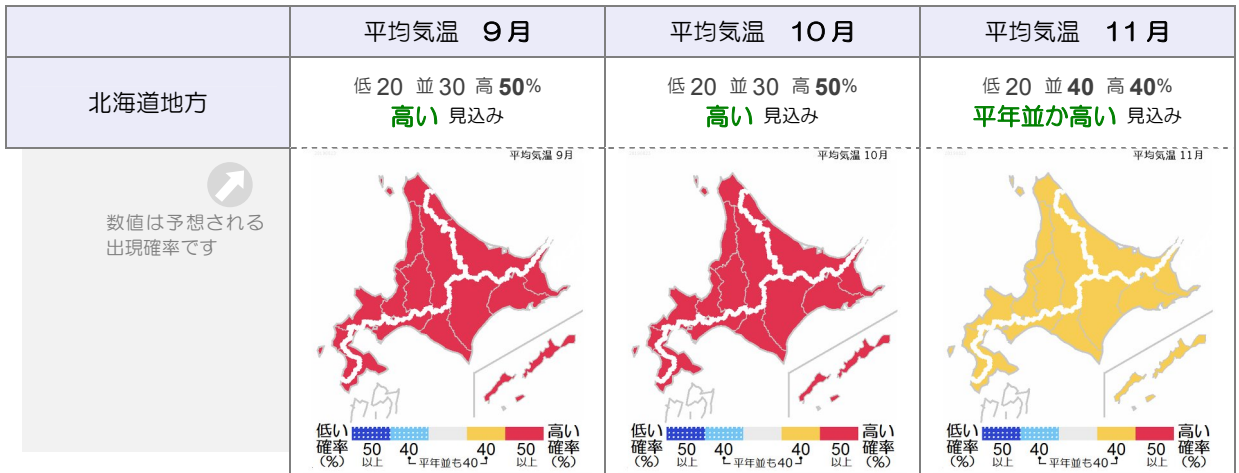 平均気温 9月
平均気温 10月
平均気温 11月
北海道地方
低20 並30 高50%
高い 見込み
低20 並30 高50%
高い 見込み
低20 並40 高40%
平年並か高い 見込み
数値は予想される
出現確率です
平均気温 9月
平均気温 10月
平均気温 11月
低い
確率
(%)
50
以上
40
平年並も40
40
50
以上
高い
確率
(%)
低い
確率
(%)
50
以上
40
平年並も40
40
50
以上
高い
確率
(%)
低い
確率
(%)
50
以上
40
平年並も40
40
50
以上
高い
確率
(%)